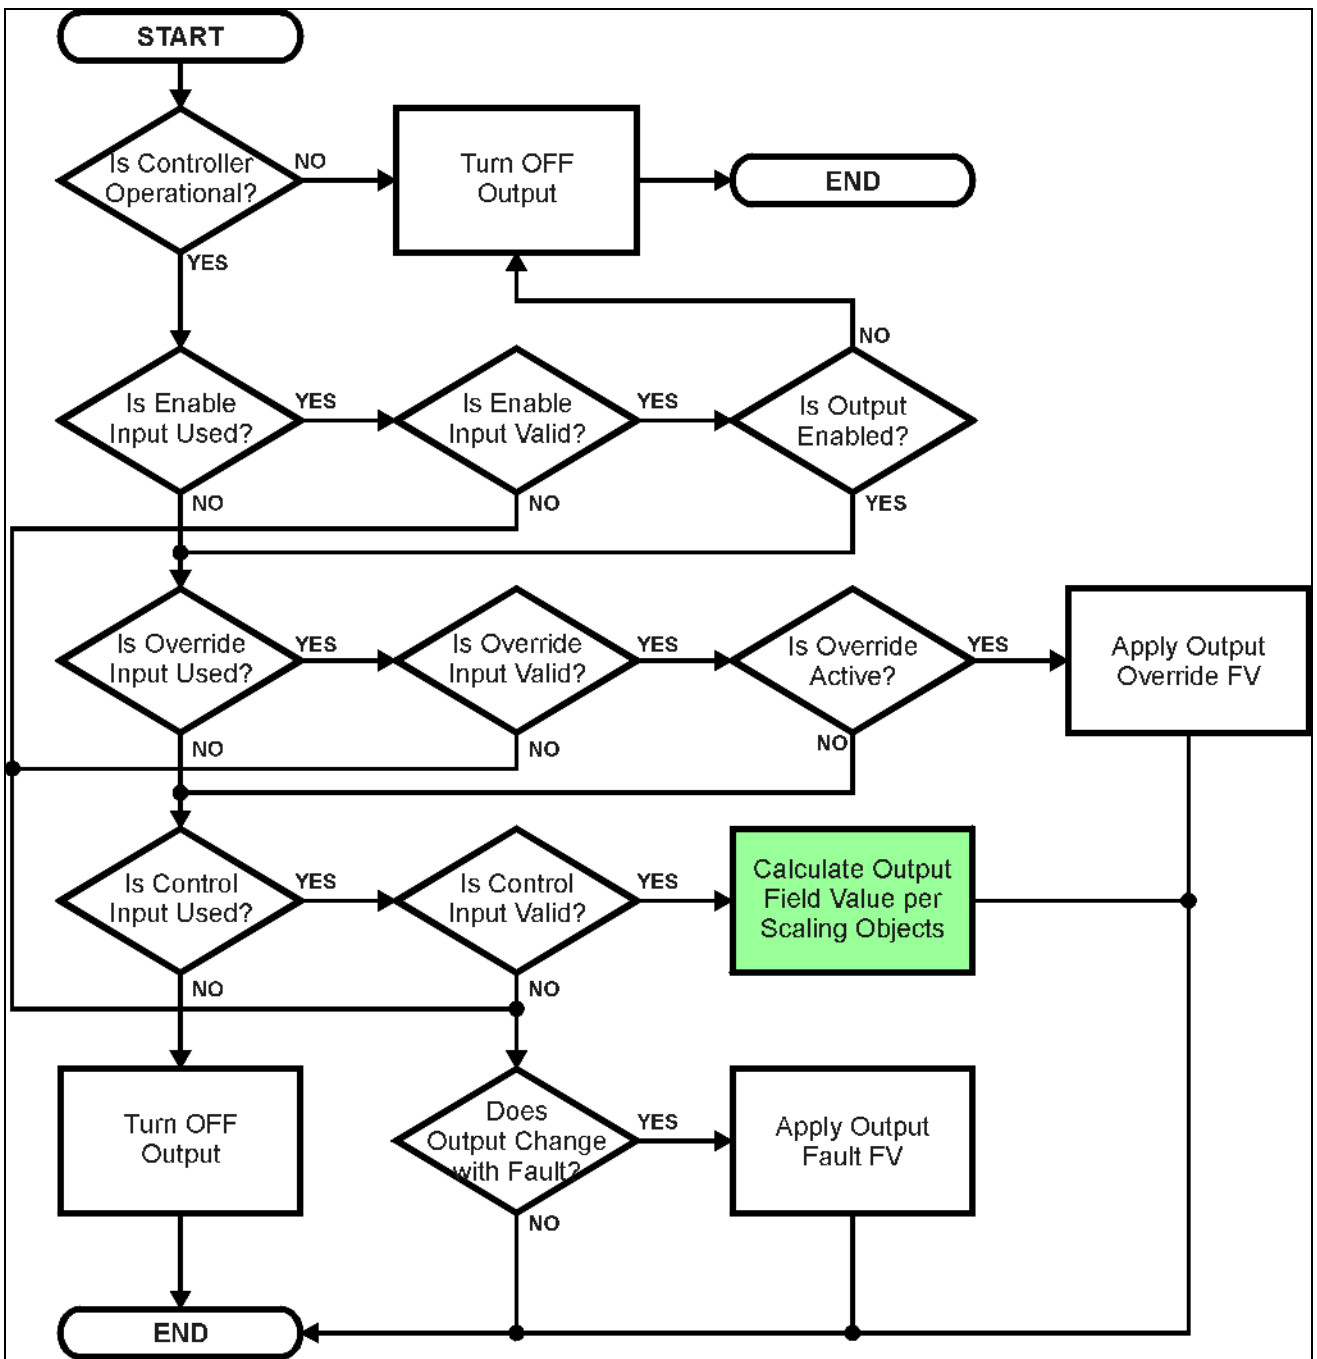 START
Is Controller
Operational?
NO
Turn OFF
Output
END
YES
NO
Is Enable
Input Used?
YES
Is Enable
Input Valid?
YES
Is Output
Enabled?
NO
NO
YES
Is Override
Input Used?
YES
Is Override
Input Valid?
YES
Is Override
Active?
YES
Apply Output
Override FV
NO
NO
NO
Is Control
Input Used?
YES
Is Control
Input Valid?
YES
Calculate Output
Field Value per
Scaling Objects
NO
NO
Turn OFF
Output
Does
Output Change
with Fault?
YES
Apply Output
Fault FV
NO
END